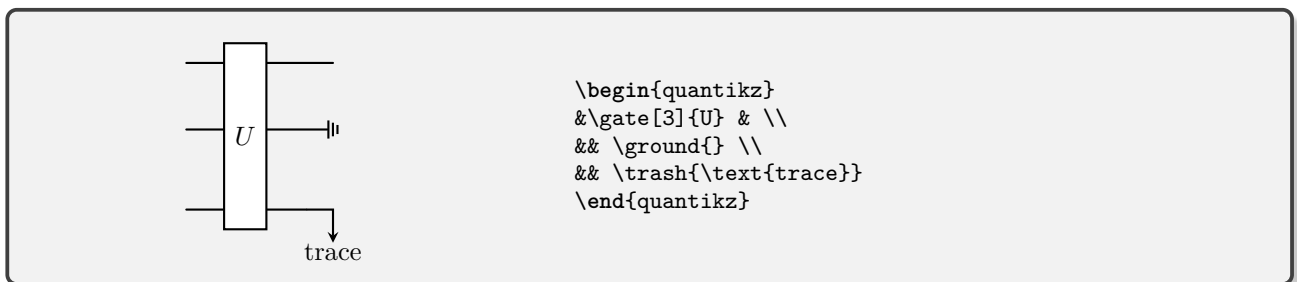 U
trace
\begin{quantikz}
&\gate[3]{U} & \\
&& \ground{} \\
&& \trash{\text{trace}}
\end{quantikz}